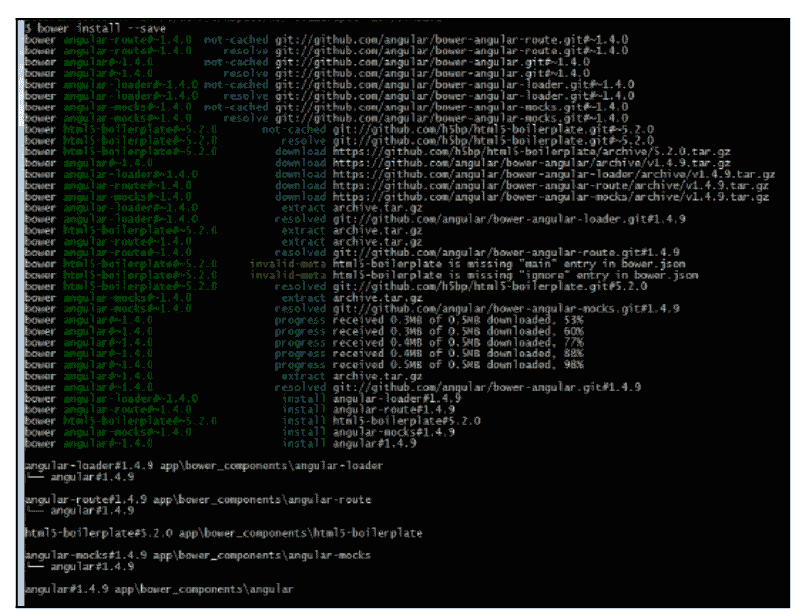 $ bower install --save
bower angular-route#~1.4.0 not-cached git://github.com/angular/bower-angular-route.git#~1.4.0
bower angular-route#~1.4.0 resolve git://github.com/angular/bower-angular-route.git#~1.4.0
bower angular#~1.4.0 not-cached git://github.com/angular/bower-angular.git#~1.4.0
bower angular#~1.4.0 resolve git://github.com/angular/bower-angular.git#~1.4.0
bower angular-loader#~1.4.0 not-cached git://github.com/angular/bower-angular-loader.git#~1.4.0
bower angular-loader#~1.4.0 resolve git://github.com/angular/bower-angular-loader.git#~1.4.0
bower angular-mocks#~1.4.0 not-cached git://github.com/angular/bower-angular-mocks.git#~1.4.0
bower angular-mocks#~1.4.0 resolve git://github.com/angular/bower-angular-mocks.git#~1.4.0
bower html5-boilerplate#~5.2.0 not-cached git://github.com/h5bp/html5-boilerplate.git#~5.2.0
bower html5-boilerplate#~5.2.0 resolve git://github.com/h5bp/html5-boilerplate.git#~5.2.0
bower html5-boilerplate#~5.2.0 download https://github.com/h5bp/html5-boilerplate/archive/5.2.0.tar.gz
bower angular#~1.4.0 download https://github.com/angular/bower-angular/archive/v1.4.9.tar.gz
bower angular-loader#~1.4.0 download https://github.com/angular/bower-angular-loader/archive/v1.4.9.tar.gz
bower angular-route#~1.4.0 download https://github.com/angular/bower-angular-route/archive/v1.4.9.tar.gz
bower angular-mocks#~1.4.0 download https://github.com/angular/bower-angular-mocks/archive/v1.4.9.tar.gz
bower angular-loader#~1.4.0 extract archive.tar.gz
bower angular-loader#~1.4.0 resolved git://github.com/angular/bower-angular-loader.git#1.4.9
bower html5-boilerplate#~5.2.0 extract archive.tar.gz
bower angular-route#~1.4.0 extract archive.tar.gz
bower angular-route#~1.4.0 resolved git://github.com/angular/bower-angular-route.git#1.4.9
bower html5-boilerplate#~5.2.0 invalid-meta html5-boilerplate is missing "main" entry in bower.json
bower html5-boilerplate#~5.2.0 invalid-meta html5-boilerplate is missing "ignore" entry in bower.json
bower html5-boilerplate#~5.2.0 resolved git://github.com/h5bp/html5-boilerplate.git#5.2.0
bower angular-mocks#~1.4.0 extract archive.tar.gz
bower angular-mocks#~1.4.0 resolved git://github.com/angular/bower-angular-mocks.git#1.4.9
bower angular#~1.4.0 progress received 0.3MB of 0.5MB downloaded, 53%
bower angular#~1.4.0 progress received 0.3MB of 0.5MB downloaded, 60%
bower angular#~1.4.0 progress received 0.4MB of 0.5MB downloaded, 77%
bower angular#~1.4.0 progress received 0.4MB of 0.5MB downloaded, 88%
bower angular#~1.4.0 progress received 0.5MB of 0.5MB downloaded, 98%
bower angular#~1.4.0 extract archive.tar.gz
bower angular#~1.4.0 resolved git://github.com/angular/bower-angular.git#1.4.9
bower angular-loader#~1.4.0 install angular-loader#1.4.9
bower angular-route#~1.4.0 install angular-route#1.4.9
bower html5-boilerplate#~5.2.0 install html5-boilerplate#5.2.0
bower angular-mocks#~1.4.0 install angular-mocks#1.4.9
bower angular#~1.4.0 install angular#1.4.9
angular-loader#1.4.9 app\bower_components\angular-loader
└── angular#1.4.9
angular-route#1.4.9 app\bower_components\angular-route
└── angular#1.4.9
html5-boilerplate#5.2.0 app\bower_components\html5-boilerplate
angular-mocks#1.4.9 app\bower_components\angular-mocks
└── angular#1.4.9
angular#1.4.9 app\bower_components\angular